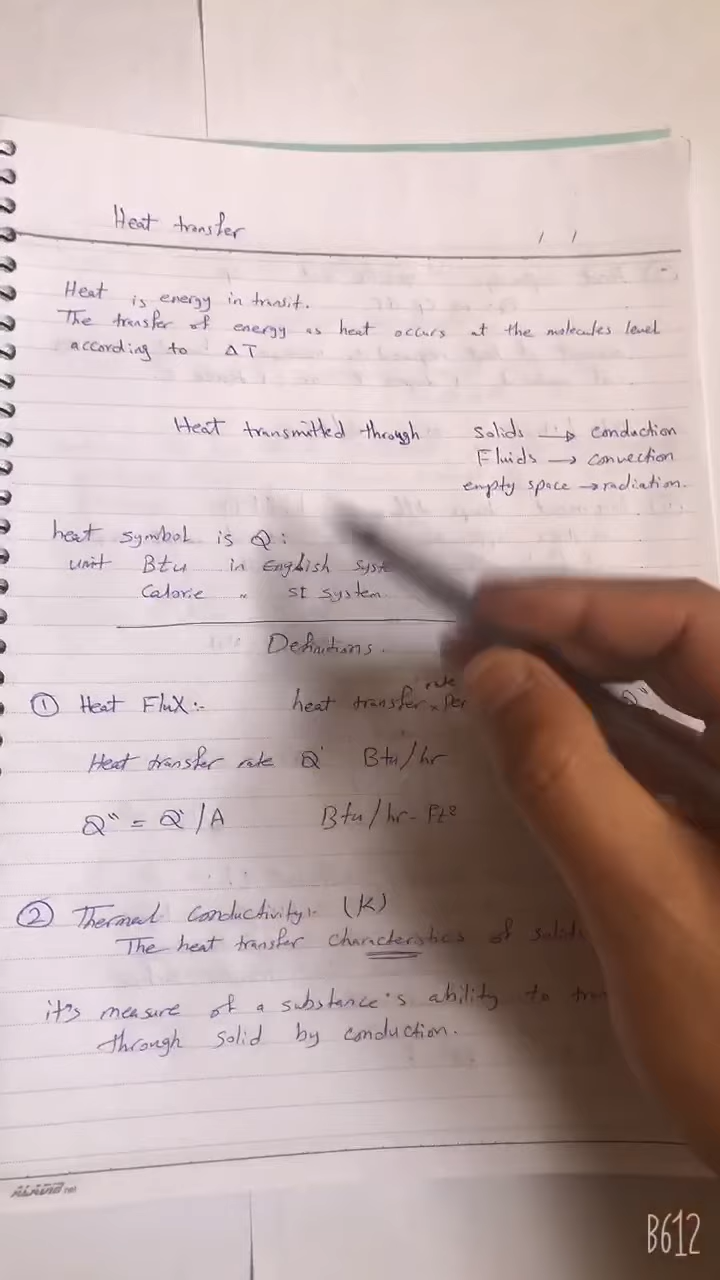 Heat transfer
/ /
Heat is energy in transit.
The transfer of energy as heat occurs at the molecules level
according to ΔT
Heat transmitted through solids → conduction
Fluids → convection
empty space → radiation.
heat symbol is Q:
unit Btu in English syst
Calorie " SI system
Definitions.
① Heat Flux:- heat transfer rate per Q"
Heat transfer rate Q̇ Btu/hr
Q" = Q̇/A Btu/hr-Ft²
② Thermal Conductivity:- (K)
The heat transfer characteristics of solid
it's measure of a substance's ability to tran
through solid by conduction.
B612